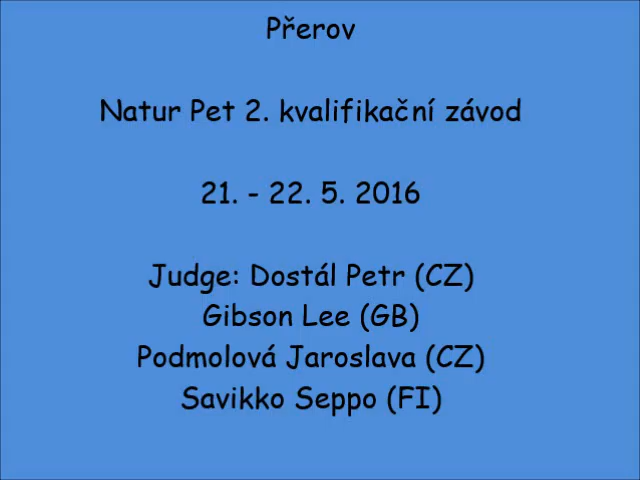 Přerov
Natur Pet 2. kvalifikační závod
21. - 22. 5. 2016
Judge: Dostál Petr (CZ)
Gibson Lee (GB)
Podmolová Jaroslava (CZ)
Savikko Seppo (FI)